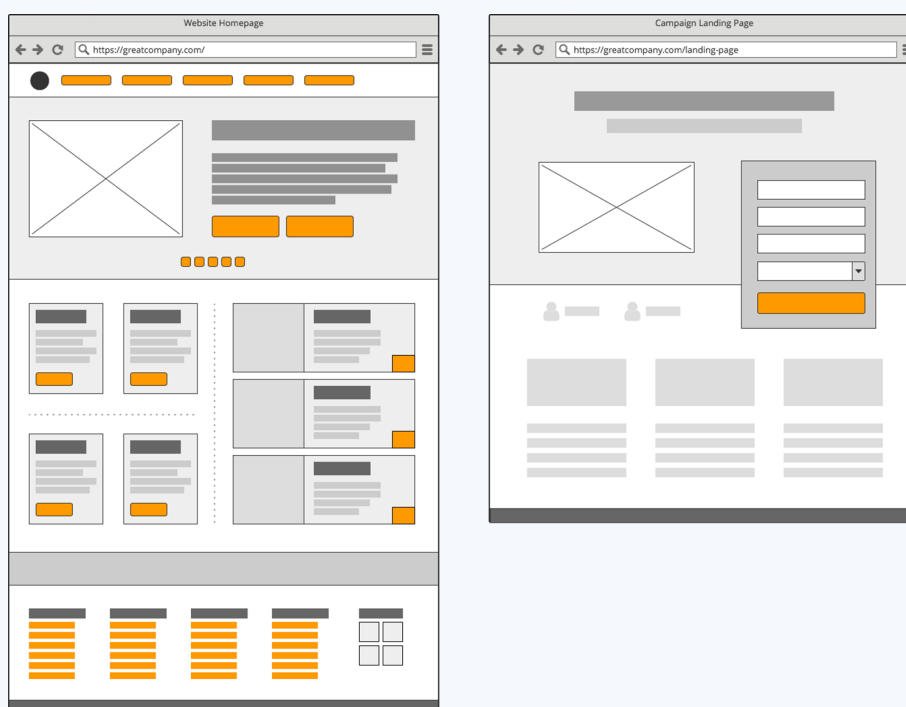 Website Homepage
https://greatcompany.com/
Campaign Landing Page
https://greatcompany.com/landing-page